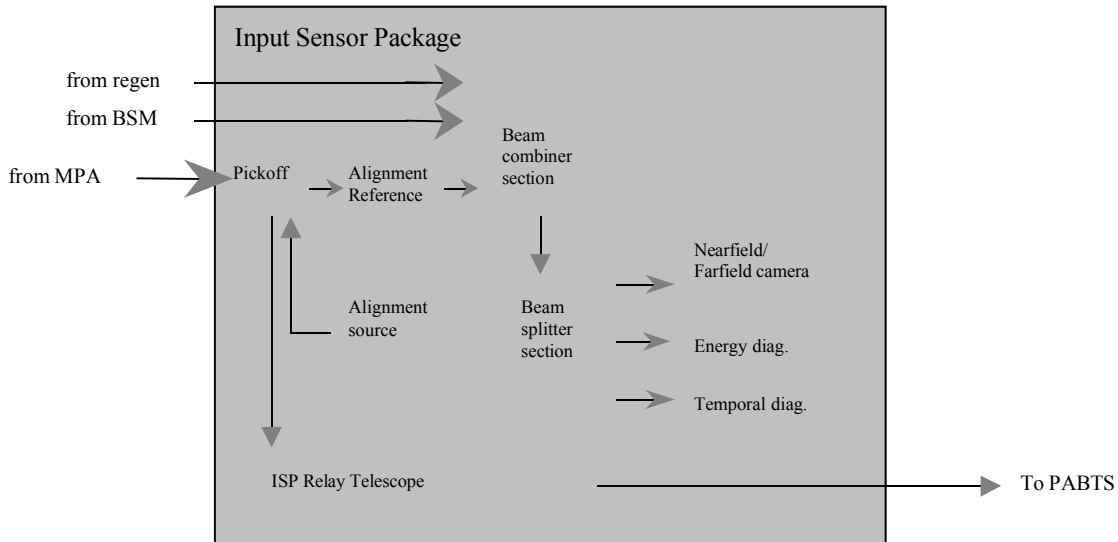 Input Sensor Package
from regen
from BSM
from MPA
Pickoff
Alignment
Reference
Beam
combiner
section
Nearfield/
Farfield camera
Alignment
source
Beam
splitter
section
Energy diag.
Temporal diag.
ISP Relay Telescope
To PABTS